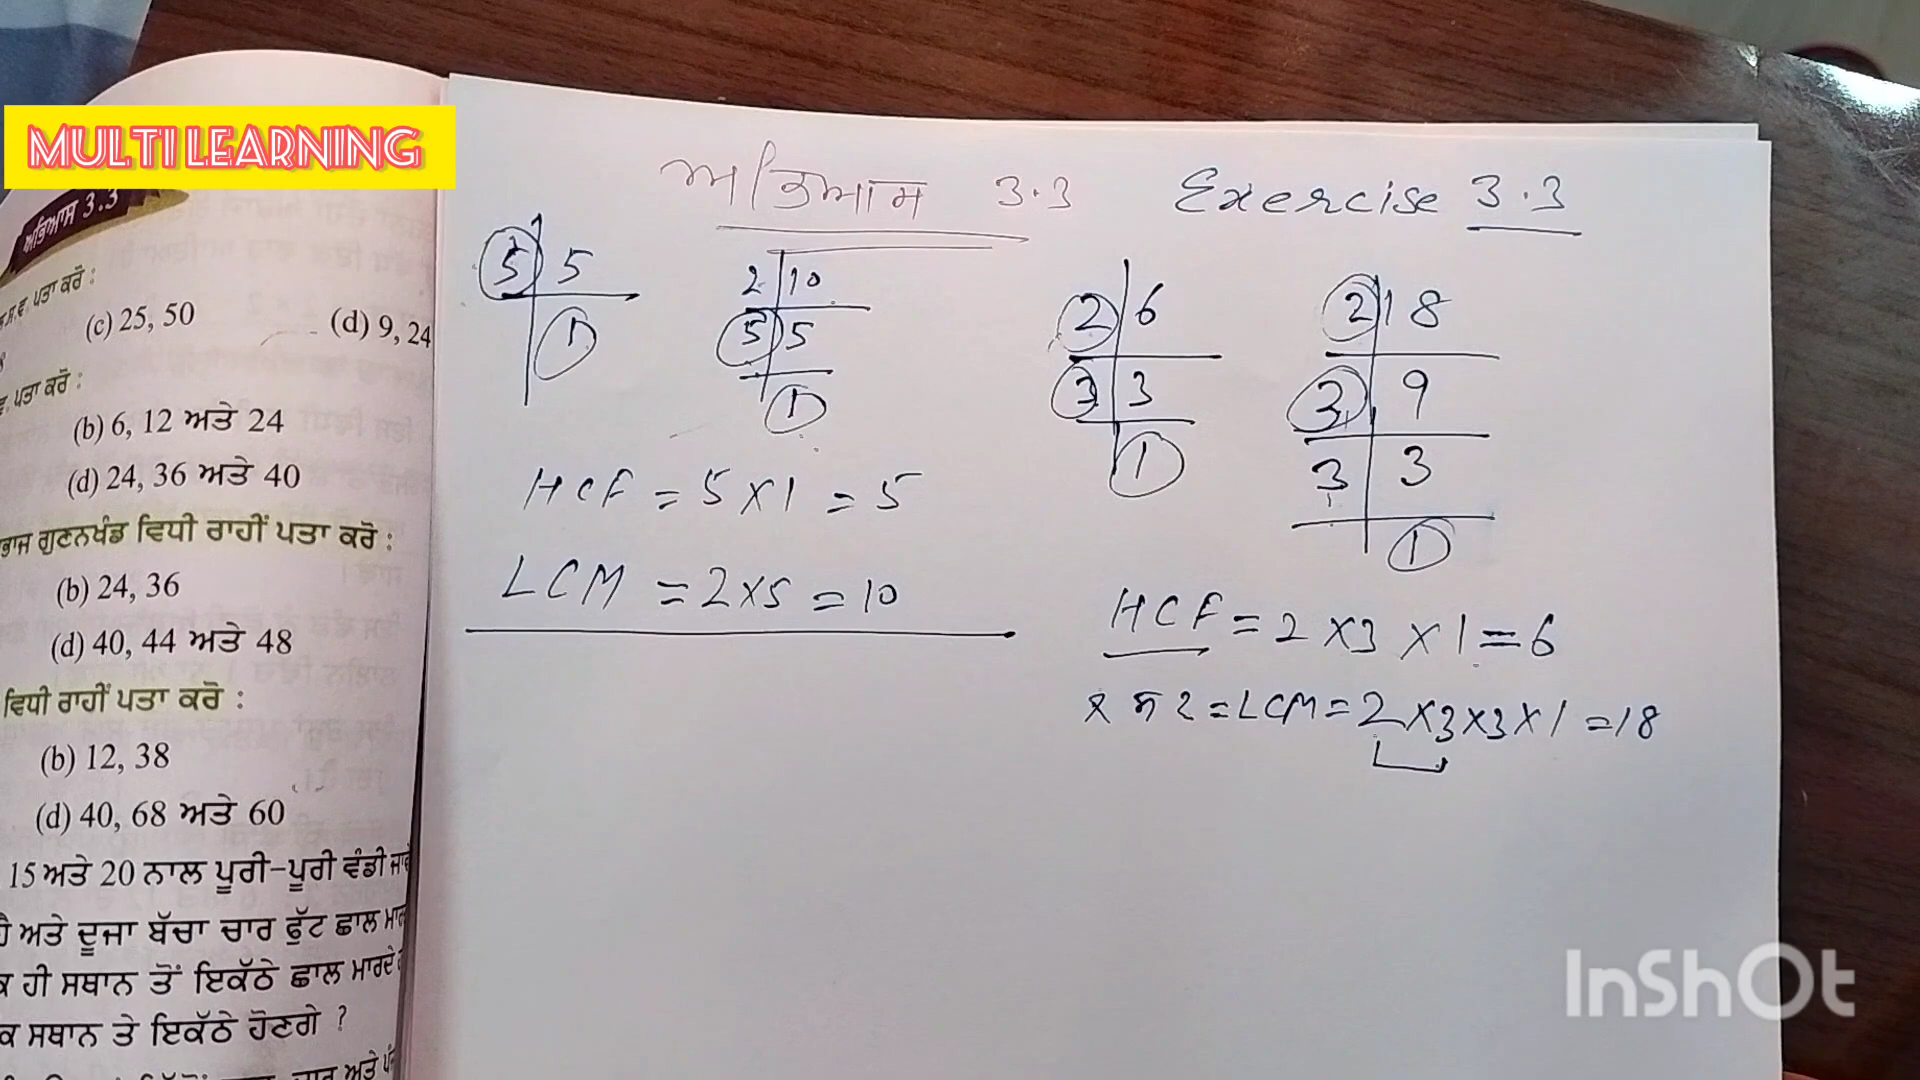 MULTI LEARNING
ਅਭਿਆਸ 3.3
ਪਤਾ ਕਰੋ :
(c) 25, 50 (d) 9, 24
ਪਤਾ ਕਰੋ :
(b) 6, 12 ਅਤੇ 24
(d) 24, 36 ਅਤੇ 40
ਗੁਣਨਖੰਡ ਵਿਧੀ ਰਾਹੀਂ ਪਤਾ ਕਰੋ :
(b) 24, 36
(d) 40, 44 ਅਤੇ 48
ਵਿਧੀ ਰਾਹੀਂ ਪਤਾ ਕਰੋ :
(b) 12, 38
(d) 40, 68 ਅਤੇ 60
15 ਅਤੇ 20 ਨਾਲ ਪੂਰੀ-ਪੂਰੀ ਵੰਡੀ
ਅਤੇ ਦੂਜਾ ਬੱਚਾ ਚਾਰ ਫੁੱਟ ਛਾਲ
ਹੀ ਸਥਾਨ ਤੋਂ ਇਕੱਠੇ ਛਾਲ ਮਾਰਦੇ
ਸਥਾਨ ਤੇ ਇਕੱਠੇ ਹੋਣਗੇ ?
ਅਭਿਆਸ 3.3 Exercise 3.3
5 5
1
2 10
5 5
1
HCF = 5 X 1 = 5
LCM = 2 X 5 = 10
2 6
3 3
1
2 18
3 9
3 3
1
HCF = 2 X 3 X 1 = 6
= LCM = 2 X 3 X 3 X 1 = 18
InShOt